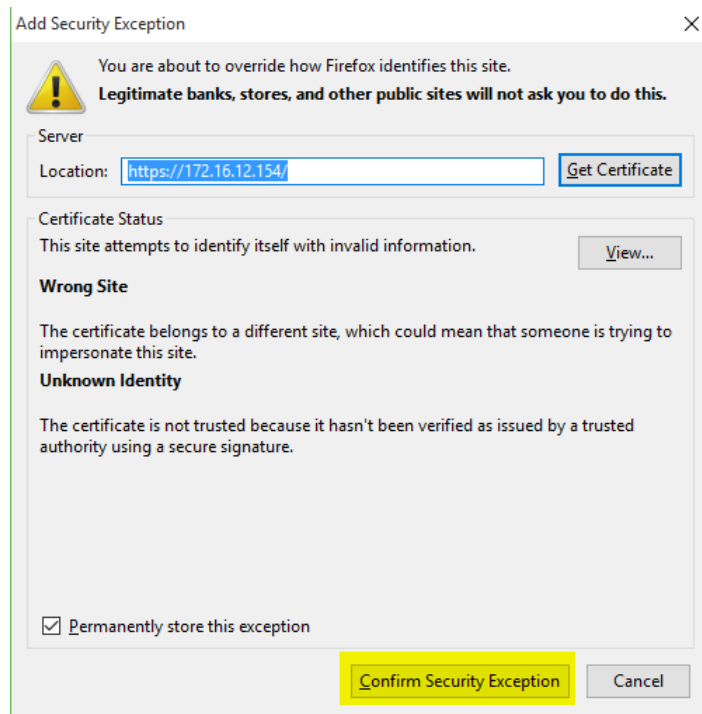 Add Security Exception
You are about to override how Firefox identifies this site.
Legitimate banks, stores, and other public sites will not ask you to do this.
Server
Location: https://172.16.12.154/ Get Certificate
Certificate Status
This site attempts to identify itself with invalid information. View...
Wrong Site
The certificate belongs to a different site, which could mean that someone is trying to
impersonate this site.
Unknown Identity
The certificate is not trusted because it hasn't been verified as issued by a trusted
authority using a secure signature.
Permanently store this exception
Confirm Security Exception Cancel